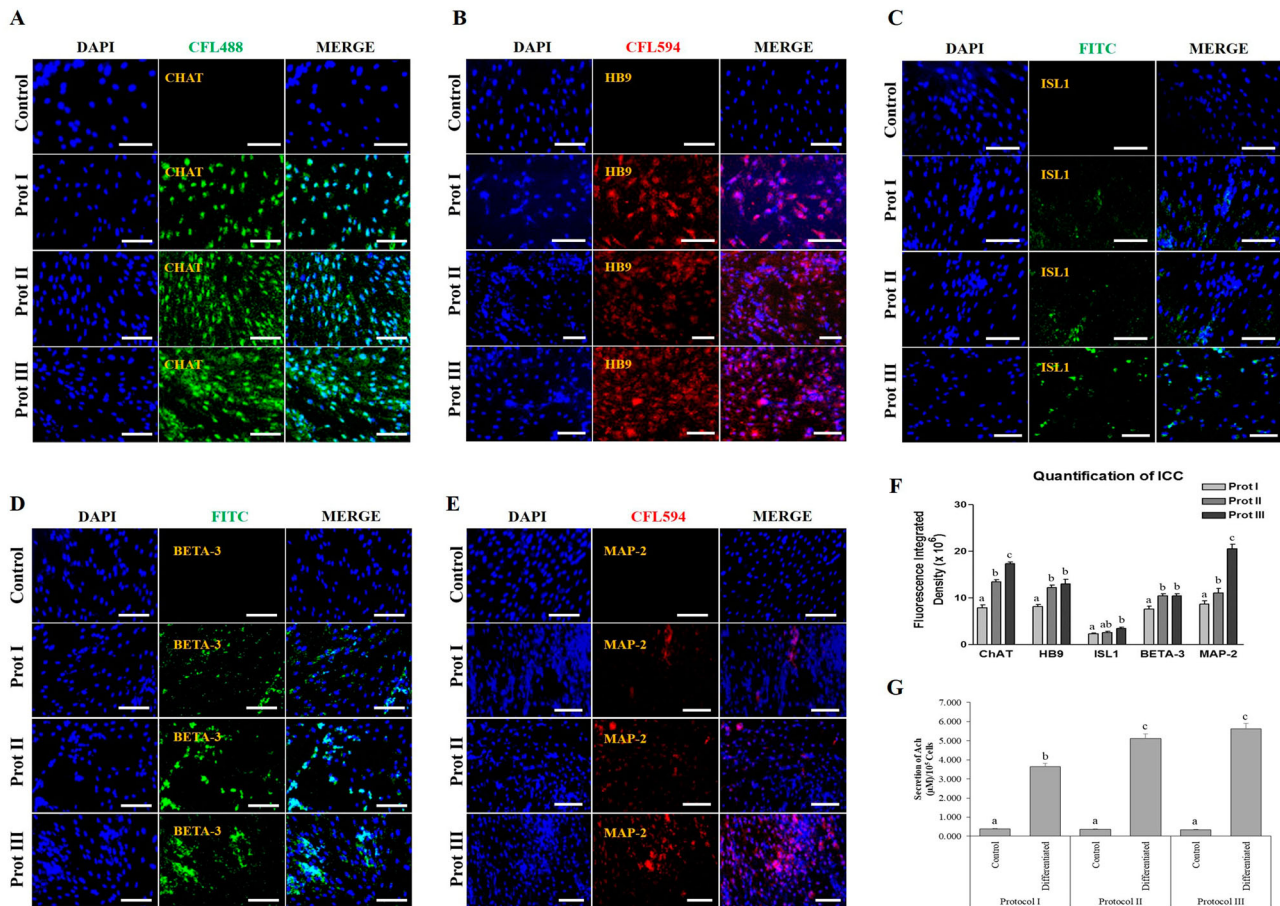 A
DAPI CFL488 MERGE
Control
CHAT
Prot I
CHAT
Prot II
CHAT
Prot III
CHAT
B
DAPI CFL594 MERGE
Control
HB9
Prot I
HB9
Prot II
HB9
Prot III
HB9
C
DAPI FITC MERGE
Control
ISL1
Prot I
ISL1
Prot II
ISL1
Prot III
ISL1
D
DAPI FITC MERGE
Control
BETA-3
Prot I
BETA-3
Prot II
BETA-3
Prot III
BETA-3
E
DAPI CFL594 MERGE
Control
MAP-2
Prot I
MAP-2
Prot II
MAP-2
Prot III
MAP-2
F
Quantification of ICC
Prot I
Prot II
Prot III
Fluorescence Integrated
Density (x 10⁶)
30
20
10
0
a b c
a b b
a ab b
a b b
a b c
ChAT HB9 ISL1 BETA-3 MAP-2
G
Secretion of Ach
(µM)/10⁵ Cells
7.000
6.000
5.000
4.000
3.000
2.000
1.000
0.000
a b a c a c
Control Differentiated Control Differentiated Control Differentiated
Protocol I Protocol II Protocol III